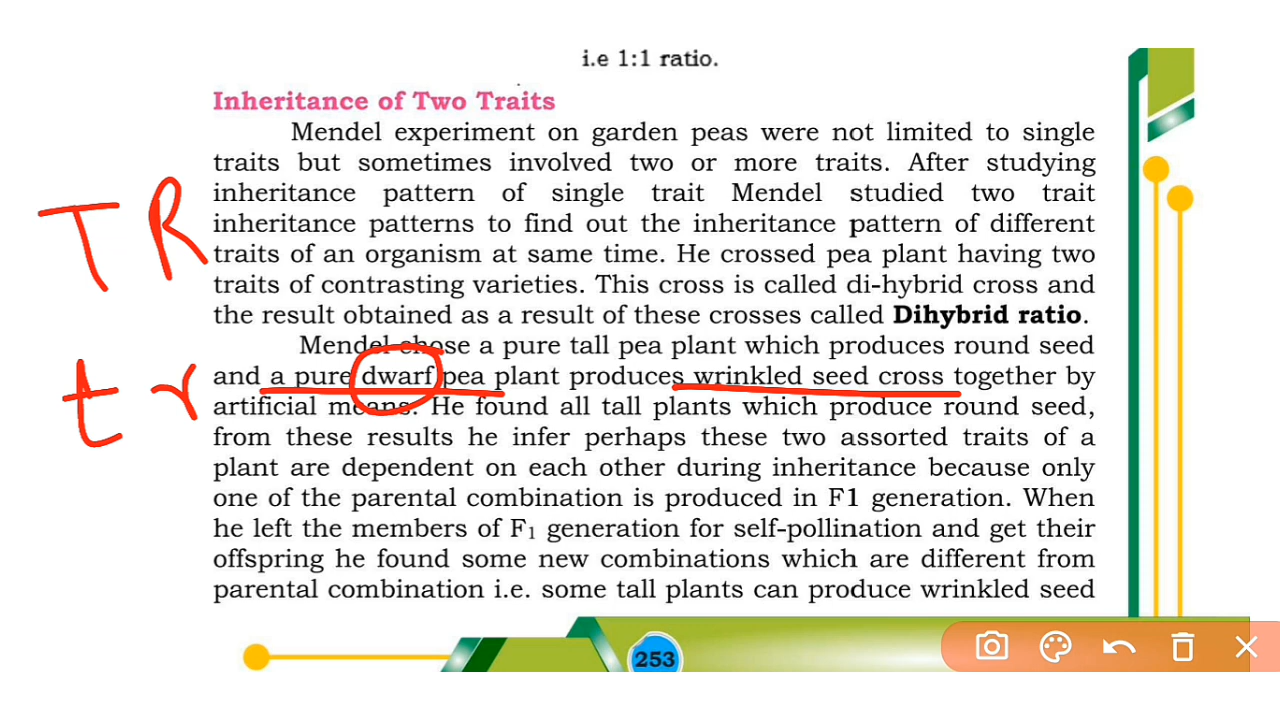 i.e 1:1 ratio.
Inheritance of Two Traits
Mendel experiment on garden peas were not limited to single
traits but sometimes involved two or more traits. After studying
inheritance pattern of single trait Mendel studied two trait
inheritance patterns to find out the inheritance pattern of different
traits of an organism at same time. He crossed pea plant having two
traits of contrasting varieties. This cross is called di-hybrid cross and
the result obtained as a result of these crosses called Dihybrid ratio.
Mendel chose a pure tall pea plant which produces round seed
and a pure dwarf pea plant produces wrinkled seed cross together by
artificial means. He found all tall plants which produce round seed,
from these results he infer perhaps these two assorted traits of a
plant are dependent on each other during inheritance because only
one of the parental combination is produced in F1 generation. When
he left the members of F₁ generation for self-pollination and get their
offspring he found some new combinations which are different from
parental combination i.e. some tall plants can produce wrinkled seed
253
TR
tr